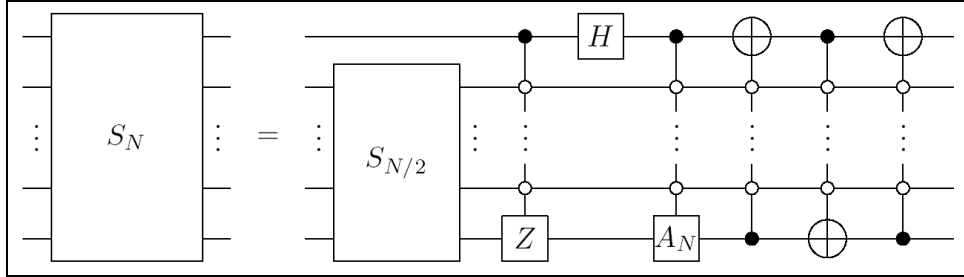 H
S_N = S_{N/2}
Z A_N